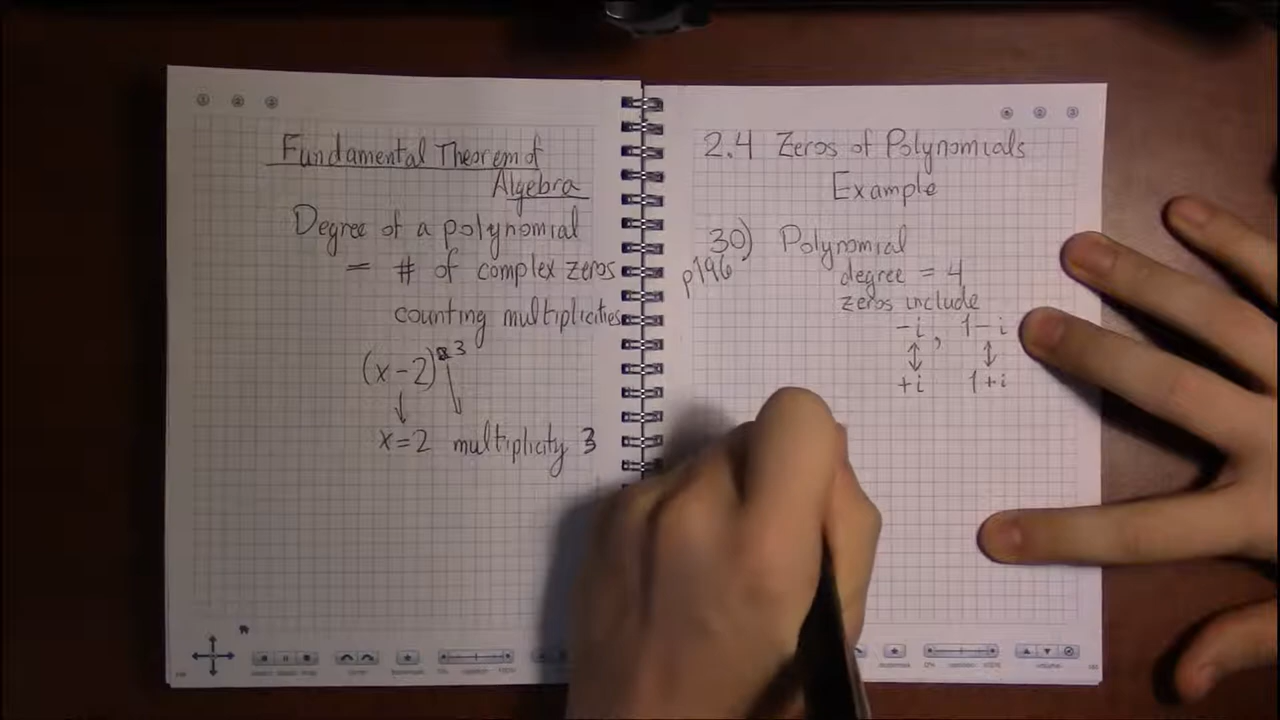 Fundamental Theorem of
Algebra
Degree of a polynomial
= # of complex zeros
counting multiplicities
(x-2)³
x=2 multiplicity 3
2.4 Zeros of Polynomials
Example
30) Polynomial
p196
degree = 4
zeros include
-i, 1-i
+i 1+i